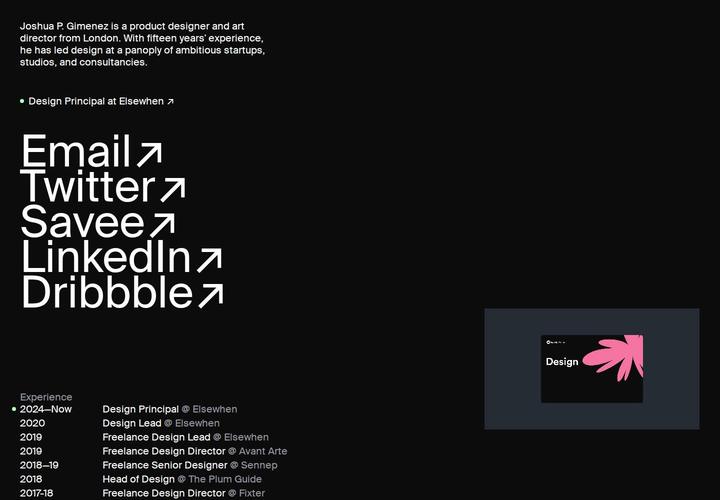 Joshua P. Gimenez is a product designer and art
director from London. With fifteen years' experience,
he has led design at a panoply of ambitious startups,
studios, and consultancies.
Design Principal at Elsewhen ↗
Email↗
Twitter↗
Savee↗
LinkedIn↗
Dribbble↗
Design
Experience
2024—Now Design Principal @ Elsewhen
2020 Design Lead @ Elsewhen
2019 Freelance Design Lead @ Elsewhen
2019 Freelance Design Director @ Avant Arte
2018—19 Freelance Senior Designer @ Sennep
2018 Head of Design @ The Plum Guide
2017-18 Freelance Design Director @ Fixter